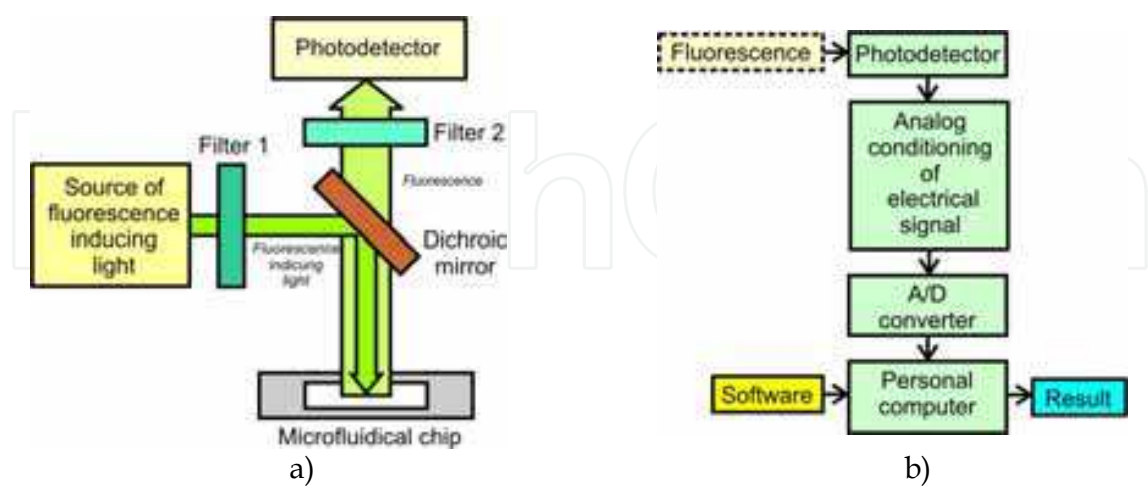 Photodetector
Filter 2
Filter 1
Fluorescence
Source of
fluorescence
inducing
light
Fluorescence
indicung
light
Dichroic
mirror
Microfluidical chip
a)
Fluorescence
Photodetector
Analog
conditioning
of
electrical
signal
A/D
converter
Software
Personal
computer
Result
b)